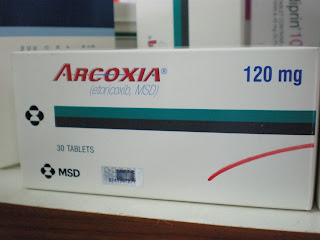 ARCOXIA® 120 mg
(etoricoxib, MSD)
30 TABLETS
MSD